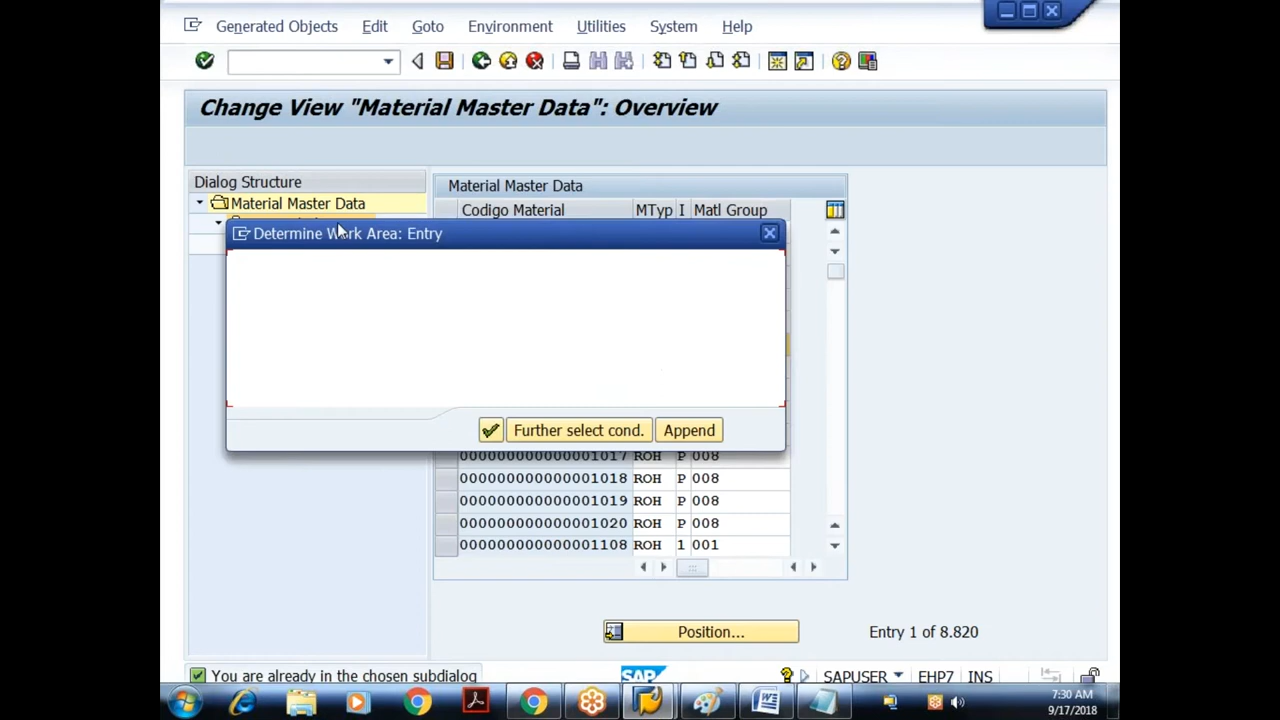 Generated Objects Edit Goto Environment Utilities System Help
Change View "Material Master Data": Overview
Dialog Structure
Material Master Data
Material Master Data
Codigo Material MTyp I Matl Group
Determine Work Area: Entry
Further select cond. Append
000000000000001017 ROH P 008
000000000000001018 ROH P 008
000000000000001019 ROH P 008
000000000000001020 ROH P 008
000000000000001108 ROH 1 001
Position... Entry 1 of 8.820
You are already in the chosen subdialog SAP SAPUSER EHP7 INS
7:30 AM
9/17/2018